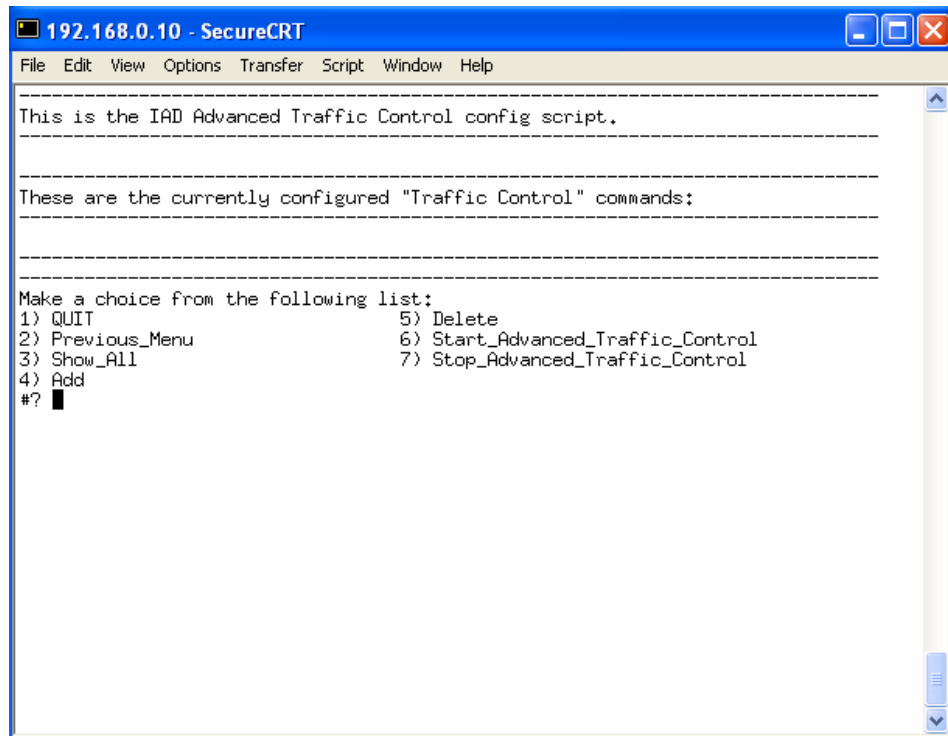 192.168.0.10 - SecureCRT
File Edit View Options Transfer Script Window Help
--------------------------------------------------------------------------------
This is the IAD Advanced Traffic Control config script.
--------------------------------------------------------------------------------
--------------------------------------------------------------------------------
These are the currently configured "Traffic Control" commands:
--------------------------------------------------------------------------------
--------------------------------------------------------------------------------
--------------------------------------------------------------------------------
Make a choice from the following list:
1) QUIT 5) Delete
2) Previous_Menu 6) Start_Advanced_Traffic_Control
3) Show_All 7) Stop_Advanced_Traffic_Control
4) Add
#?